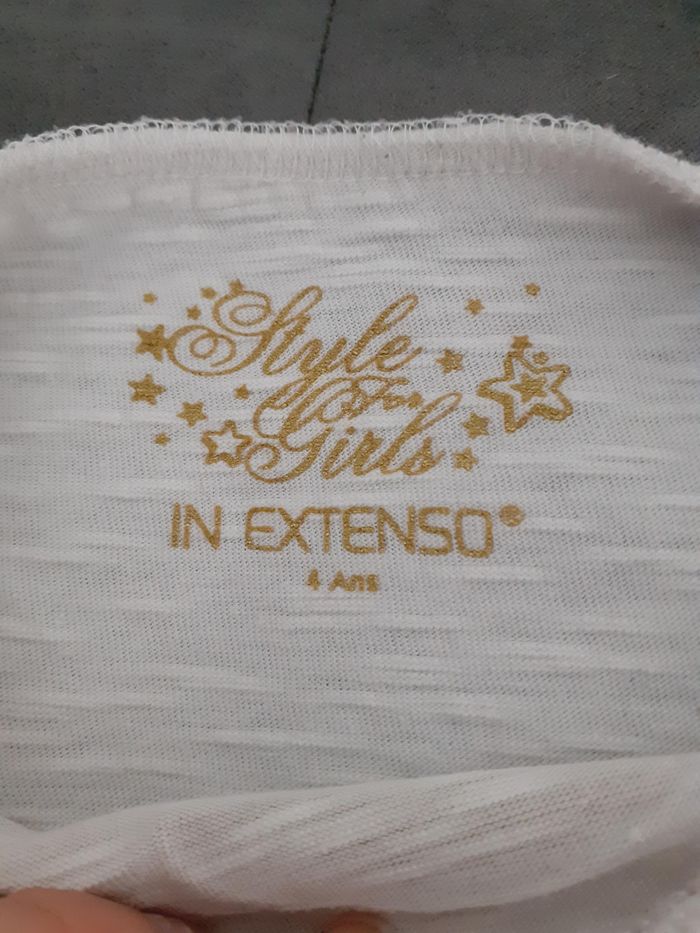 Style
For
Girls
IN EXTENSO®
4 Ans